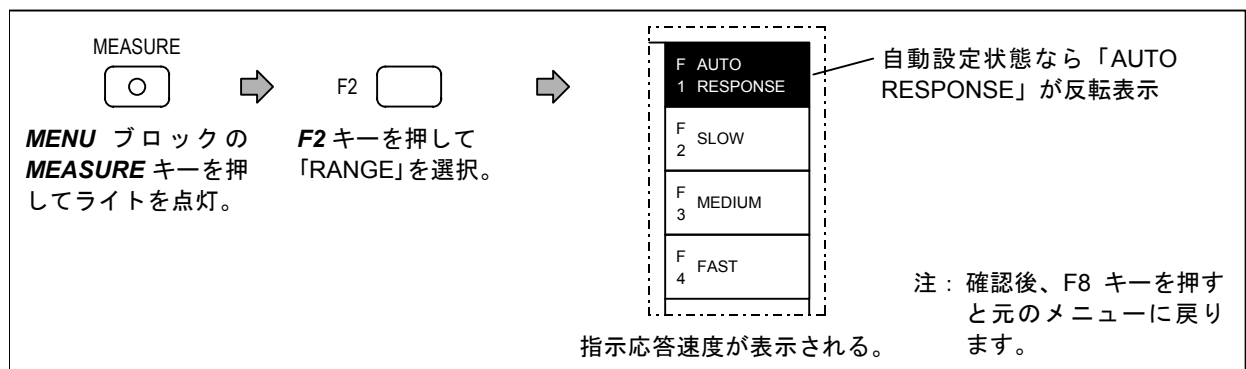 MEASURE
MENU ブロックの
MEASURE キーを押
してライトを点灯。
F2
F2 キーを押して
「RANGE」を選択。
F1 AUTO RESPONSE
F2 SLOW
F3 MEDIUM
F4 FAST
指示応答速度が表示される。
自動設定状態なら「AUTO
RESPONSE」が反転表示
注： 確認後、F8 キーを押す
と元のメニューに戻り
ます。